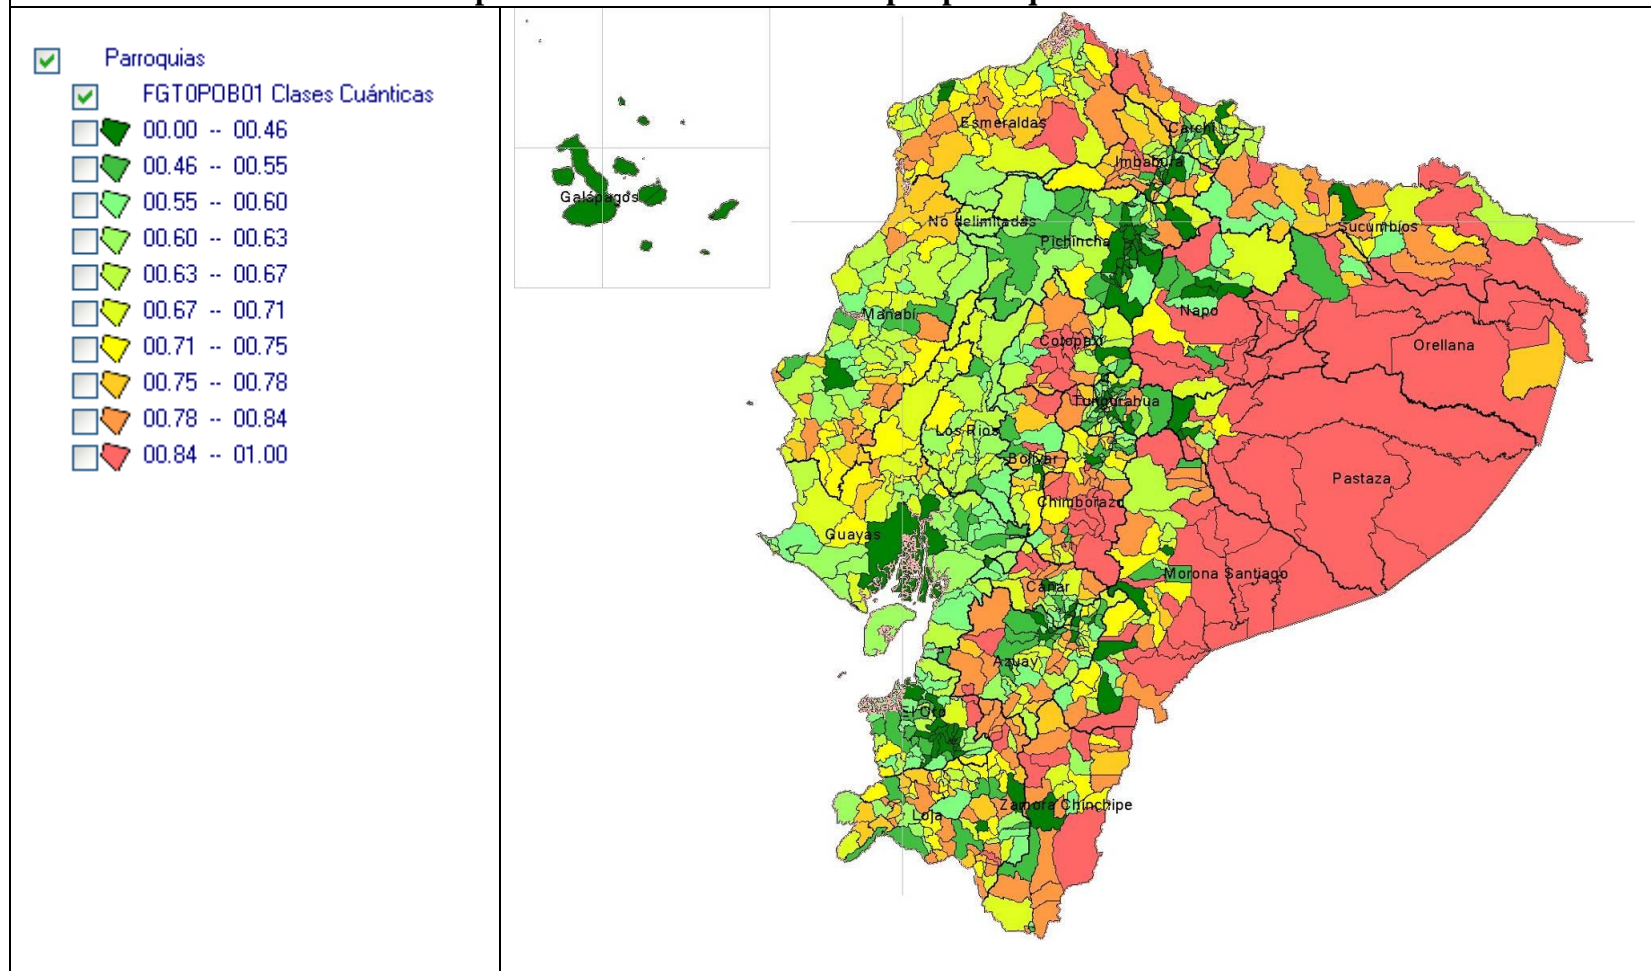 Parroquias
FGT0POB01 Clases Cuánticas
00.00 -- 00.46
00.46 -- 00.55
00.55 -- 00.60
00.60 -- 00.63
00.63 -- 00.67
00.67 -- 00.71
00.71 -- 00.75
00.75 -- 00.78
00.78 -- 00.84
00.84 -- 01.00
Galápagos
Esmeraldas
Carchi
Imbabura
No delimitadas
Pichincha
Sucumbíos
Manabí
Napo
Cotopaxi
Orellana
Tungurahua
Los Ríos
Bolívar
Pastaza
Chimborazo
Guayas
Morona Santiago
Cañar
Azuay
El Oro
Zamora Chinchipe
Loja